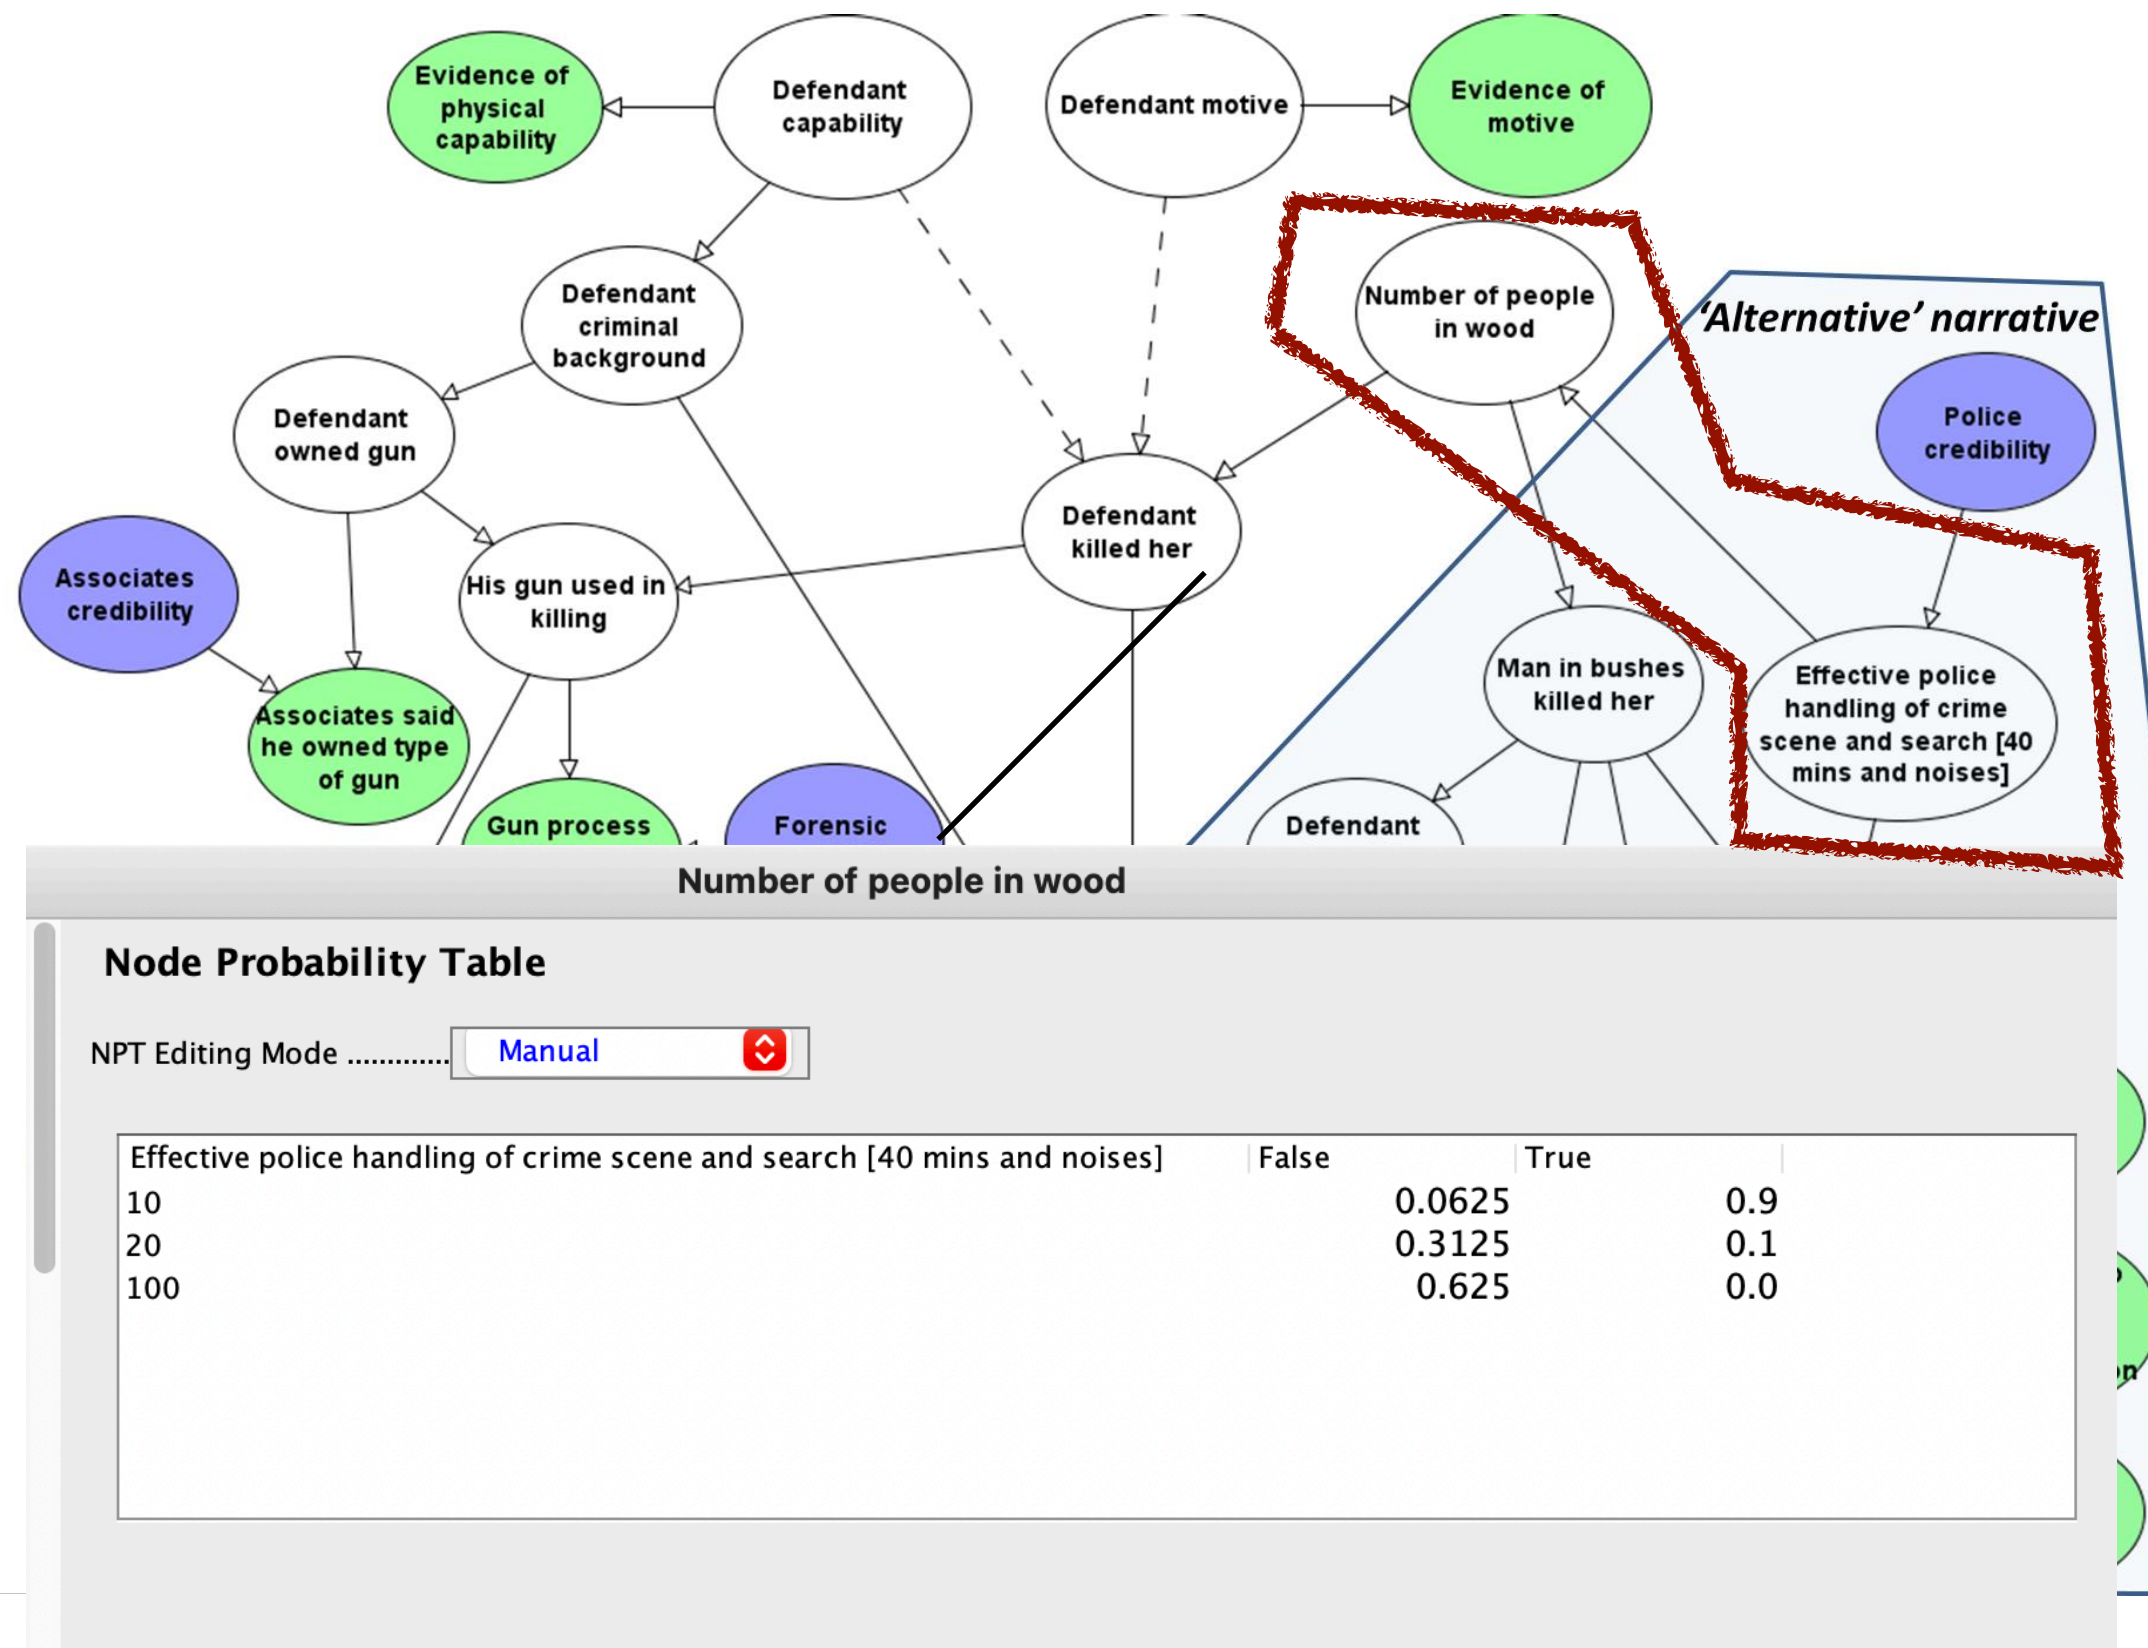 Evidence of
physical
capability
Defendant
capability
Defendant motive
Evidence of
motive
Defendant
criminal
background
Number of people
in wood
'Alternative' narrative
Police
credibility
Defendant
owned gun
Defendant
killed her
Associates
credibility
His gun used in
killing
Man in bushes
killed her
Effective police
handling of crime
scene and search [40
mins and noises]
Associates said
he owned type
of gun
Gun process
Forensic
Defendant
Number of people in wood
Node Probability Table
NPT Editing Mode .............
Manual
Effective police handling of crime scene and search [40 mins and noises] False True
10 0.0625 0.9
20 0.3125 0.1
100 0.625 0.0